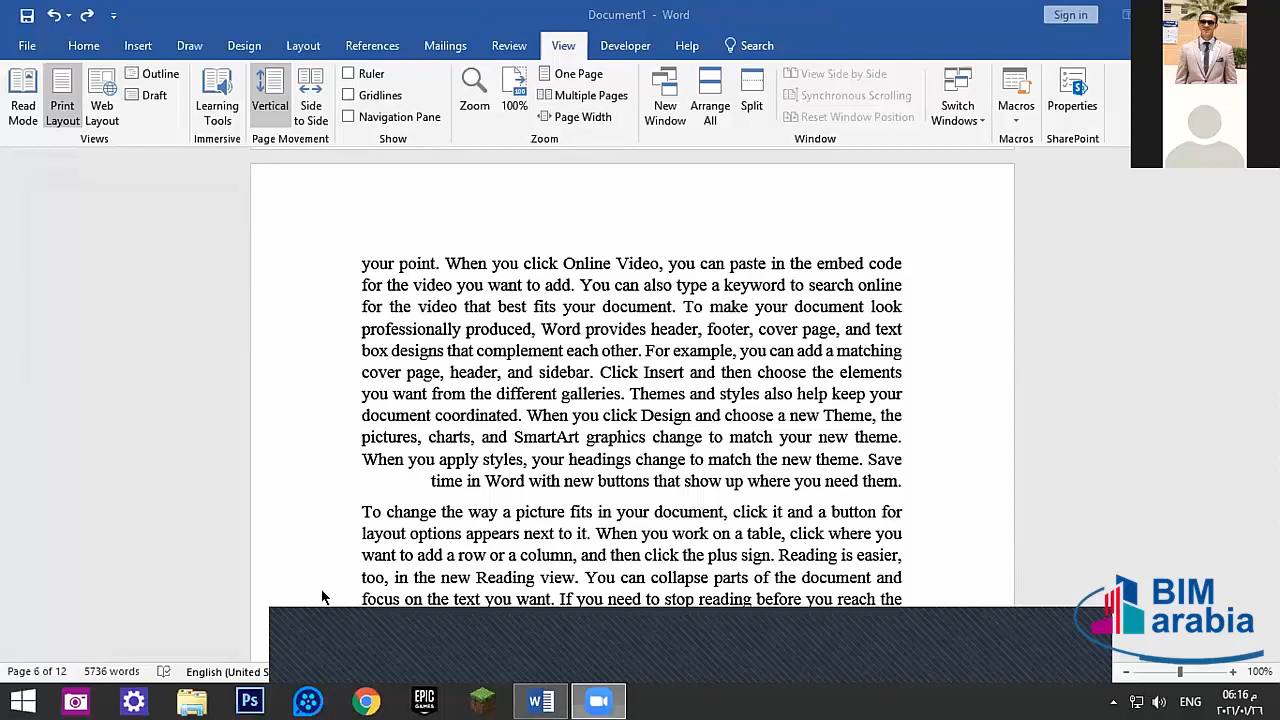 Document1 - Word
Sign in
File Home Insert Draw Design Layout References Mailings Review View Developer Help Search
Read Mode
Print Layout
Web Layout
Outline
Draft
Views
Learning Tools
Immersive
Vertical
Side to Side
Page Movement
Ruler
Gridlines
Navigation Pane
Show
Zoom
100%
One Page
Multiple Pages
Page Width
Zoom
New Window
Arrange All
Split
View Side by Side
Synchronous Scrolling
Reset Window Position
Window
Switch Windows
Macros
Macros
Properties
SharePoint
your point. When you click Online Video, you can paste in the embed code
for the video you want to add. You can also type a keyword to search online
for the video that best fits your document. To make your document look
professionally produced, Word provides header, footer, cover page, and text
box designs that complement each other. For example, you can add a matching
cover page, header, and sidebar. Click Insert and then choose the elements
you want from the different galleries. Themes and styles also help keep your
document coordinated. When you click Design and choose a new Theme, the
pictures, charts, and SmartArt graphics change to match your new theme.
When you apply styles, your headings change to match the new theme. Save
time in Word with new buttons that show up where you need them.
To change the way a picture fits in your document, click it and a button for
layout options appears next to it. When you work on a table, click where you
want to add a row or a column, and then click the plus sign. Reading is easier,
too, in the new Reading view. You can collapse parts of the document and
focus on the text you want. If you need to stop reading before you reach the
BIM
arabia
Page 6 of 12 5736 words English (United S
100%
Ps
EPIC GAMES
W
ENG
06:16 م
٢٠٢١/٠١/٢٦